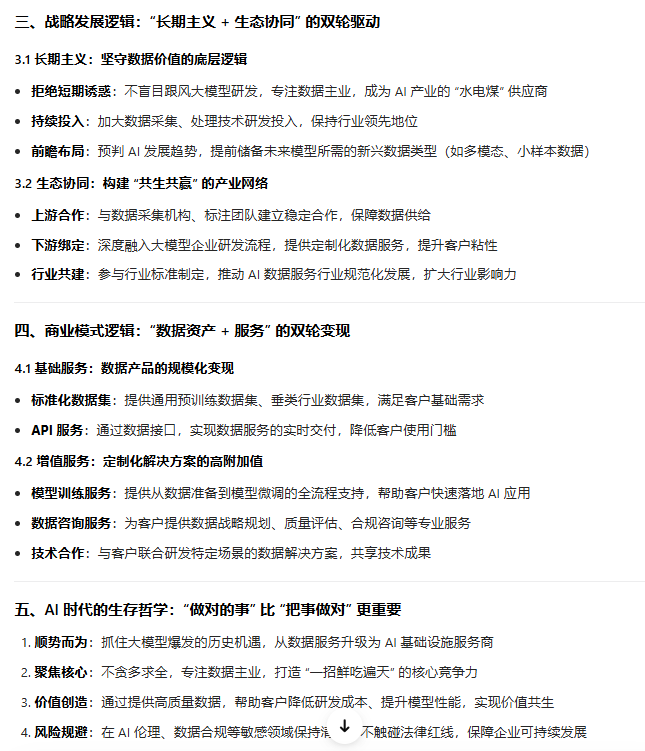 三、战略发展逻辑：“长期主义 + 生态协同” 的双轮驱动
3.1 长期主义：坚守数据价值的底层逻辑
拒绝短期诱惑：不盲目跟风大模型研发，专注数据主业，成为 AI 产业的 “水电煤” 供应商
持续投入：加大数据采集、处理技术研发投入，保持行业领先地位
前瞻布局：预判 AI 发展趋势，提前储备未来模型所需的新兴数据类型（如多模态、小样本数据）
3.2 生态协同：构建 “共生共赢” 的产业网络
上游合作：与数据采集机构、标注团队建立稳定合作，保障数据供给
下游绑定：深度融入大模型企业研发流程，提供定制化数据服务，提升客户粘性
行业共建：参与行业标准制定，推动 AI 数据服务行业规范化发展，扩大行业影响力
四、商业模式逻辑：“数据资产 + 服务” 的双轮变现
4.1 基础服务：数据产品的规模化变现
标准化数据集：提供通用预训练数据集、垂类行业数据集，满足客户基础需求
API 服务：通过数据接口，实现数据服务的实时交付，降低客户使用门槛
4.2 增值服务：定制化解决方案的高附加值
模型训练服务：提供从数据准备到模型微调的全流程支持，帮助客户快速落地 AI 应用
数据咨询服务：为客户提供数据战略规划、质量评估、合规咨询等专业服务
技术合作：与客户联合研发特定场景的数据解决方案，共享技术成果
五、AI 时代的生存哲学：“做对的事” 比 “把事做对” 更重要
1. 顺势而为：抓住大模型爆发的历史机遇，从数据服务升级为 AI 基础设施服务商
2. 聚焦核心：不贪多求全，专注数据主业，打造 “一招鲜吃遍天” 的核心竞争力
3. 价值创造：通过提供高质量数据，帮助客户降低研发成本、提升模型性能，实现价值共生
4. 风险规避：在 AI 伦理、数据合规等敏感领域保持 不触碰法律红线，保障企业可持续发展